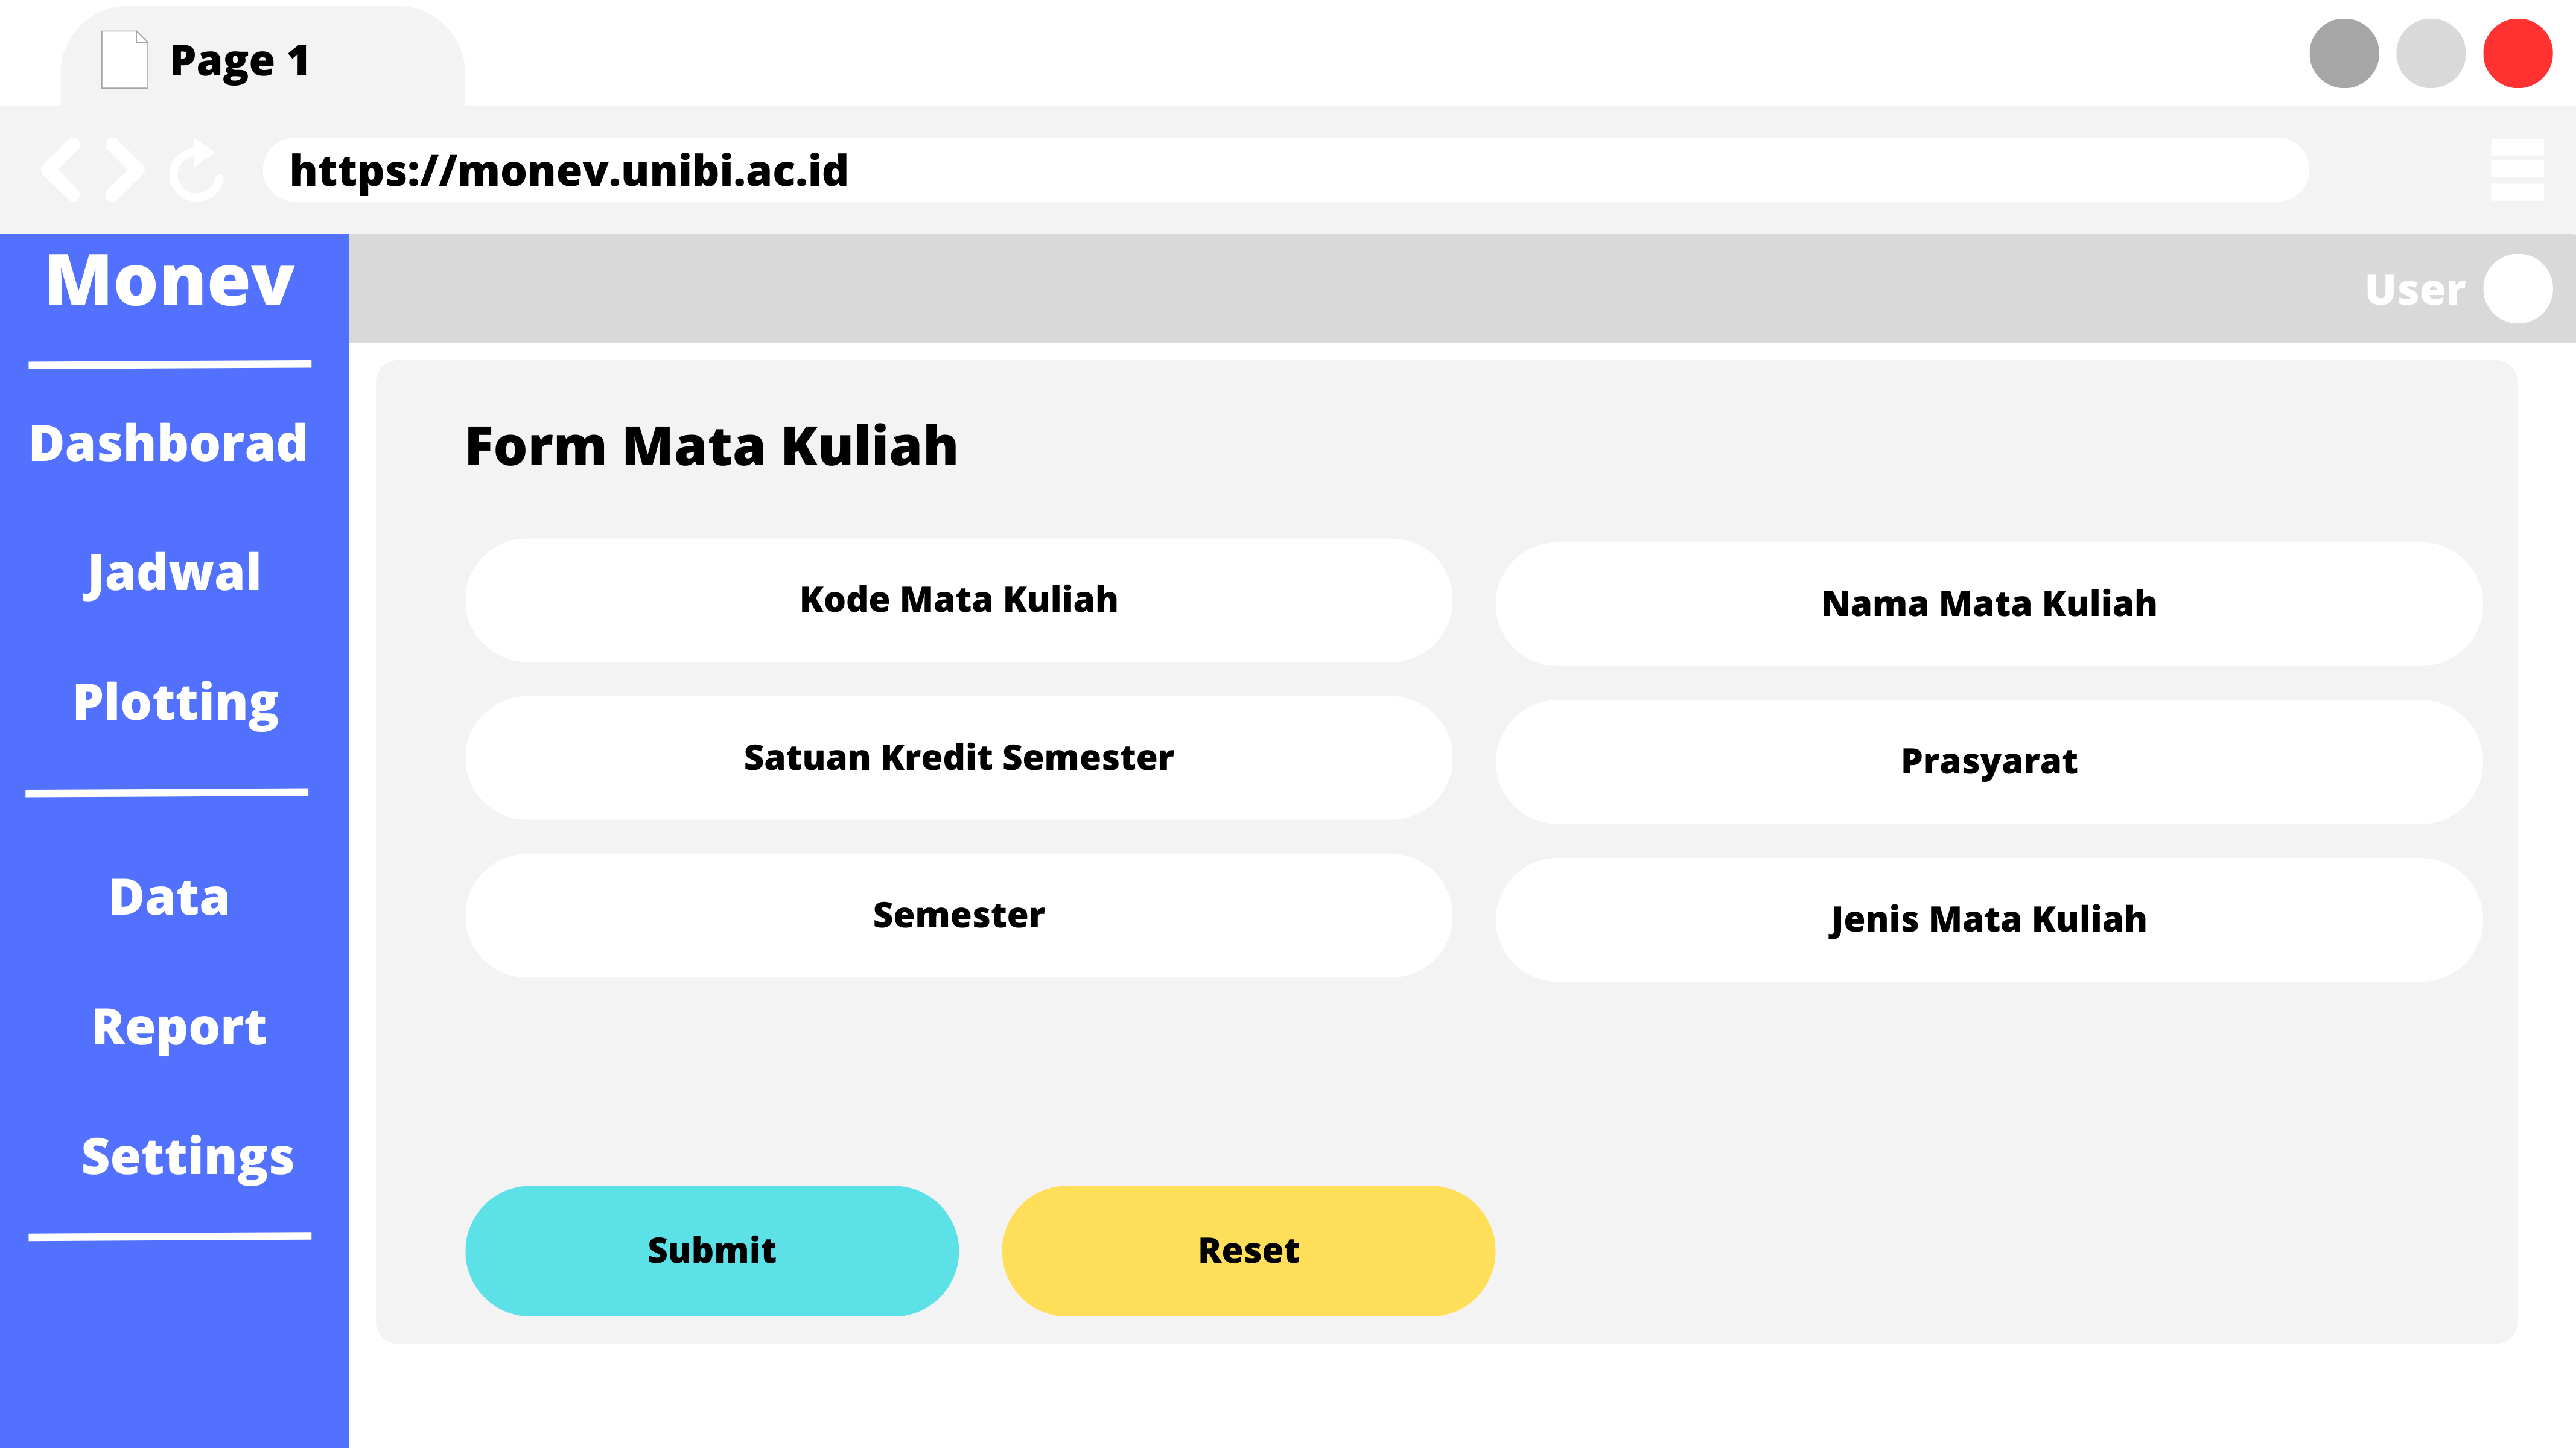 Page 1
https://monev.unibi.ac.id
Monev
User
Dashborad
Jadwal
Plotting
Data
Report
Settings
Form Mata Kuliah
Kode Mata Kuliah
Nama Mata Kuliah
Satuan Kredit Semester
Prasyarat
Semester
Jenis Mata Kuliah
Submit
Reset